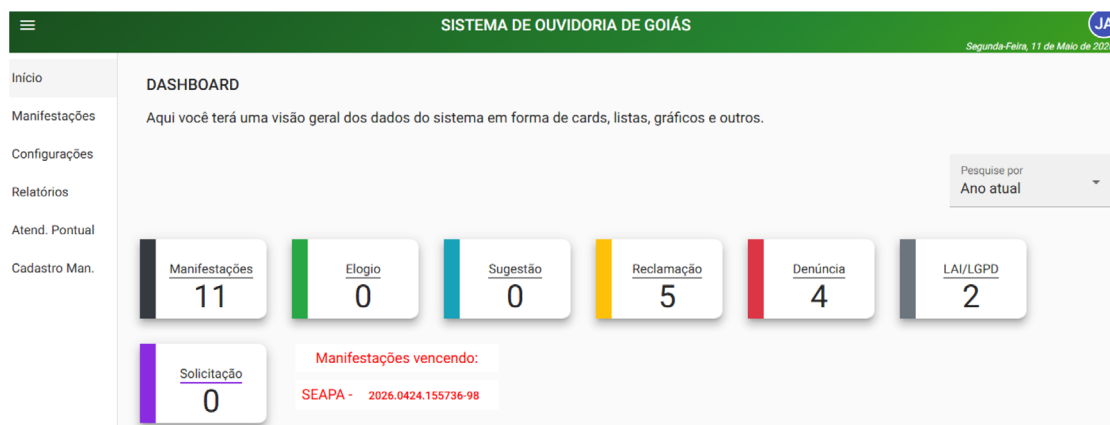 SISTEMA DE OUVIDORIA DE GOIÁS
JA
Segunda-Feira, 11 de Maio de 202
Início
Manifestações
Configurações
Relatórios
Atend. Pontual
Cadastro Man.
DASHBOARD
Aqui você terá uma visão geral dos dados do sistema em forma de cards, listas, gráficos e outros.
Pesquise por
Ano atual
Manifestações
11
Elogio
0
Sugestão
0
Reclamação
5
Denúncia
4
LAI/LGPD
2
Solicitação
0
Manifestações vencendo:
SEAPA - 2026.0424.155736-98